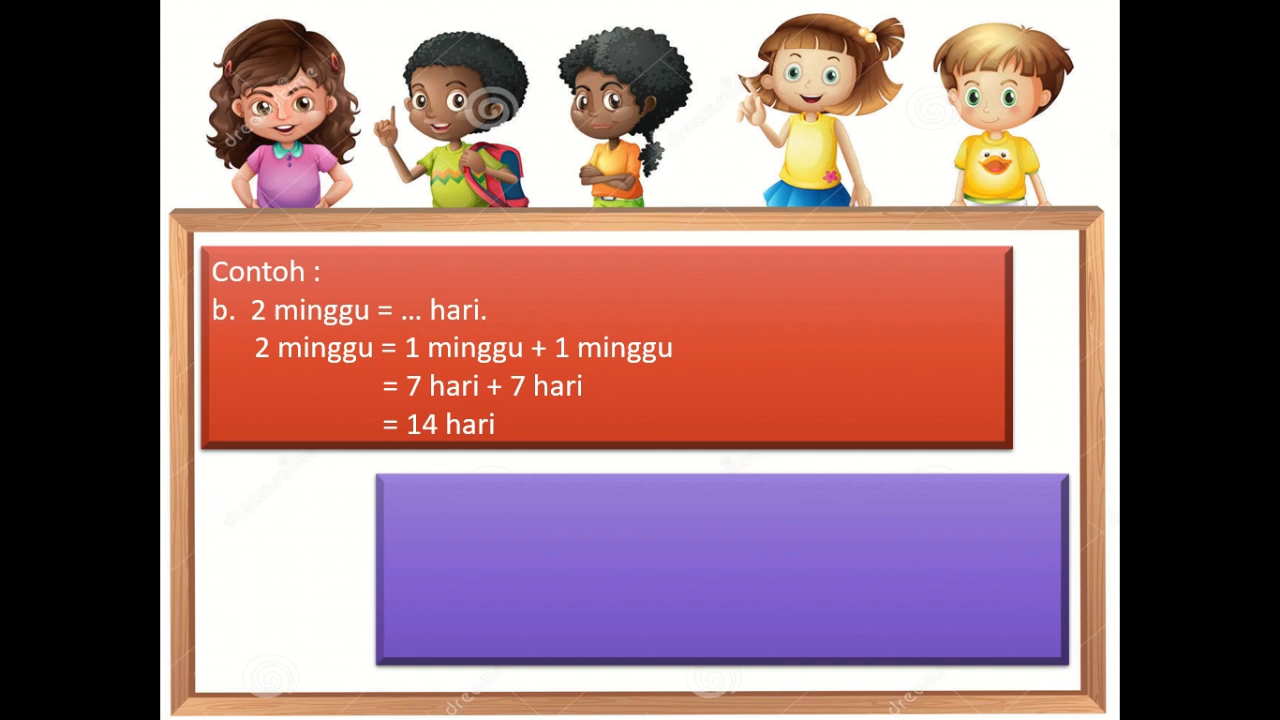 Contoh :
b. 2 minggu = ... hari.
2 minggu = 1 minggu + 1 minggu
= 7 hari + 7 hari
= 14 hari